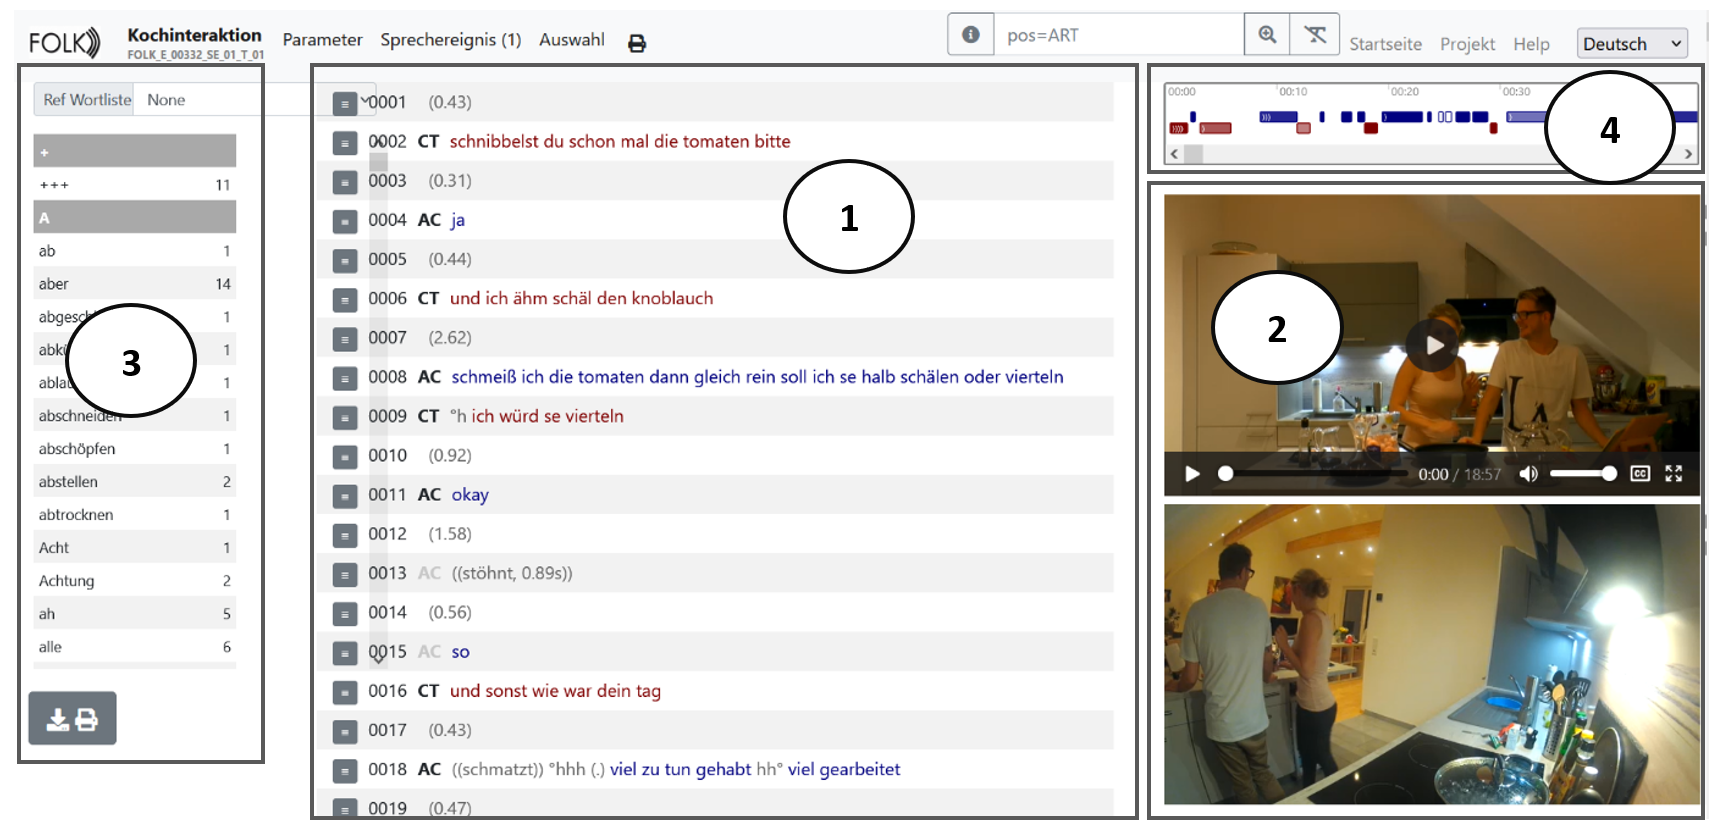 FOLK
Kochinteraktion
FOLK_E_00332_SE_01_T_01
Parameter Sprechereignis (1) Auswahl
pos=ART
Startseite Projekt Help Deutsch
Ref Wortliste None
+
+++ 11
A
ab 1
aber 14
1
1
1
abschneiden 1
abschöpfen 1
abstellen 2
abtrocknen 1
Acht 1
Achtung 2
ah 5
alle 6
3
0001 (0.43)
0002 CT schnibbelst du schon mal die tomaten bitte
0003 (0.31)
0004 AC ja
0005 (0.44)
0006 CT und ich ähm schäl den knoblauch
0007 (2.62)
0008 AC schmeiß ich die tomaten dann gleich rein soll ich se halb schälen oder vierteln
0009 CT °h ich würd se vierteln
0010 (0.92)
0011 AC okay
0012 (1.58)
0013 AC ((stöhnt, 0.89s))
0014 (0.56)
0015 AC so
0016 CT und sonst wie war dein tag
0017 (0.43)
0018 AC ((schmatzt)) °hhh (.) viel zu tun gehabt hh° viel gearbeitet
0019 (0.47)
1
00:00 00:10 00:20 00:30
4
2
LA
0:00 / 18:57 CC